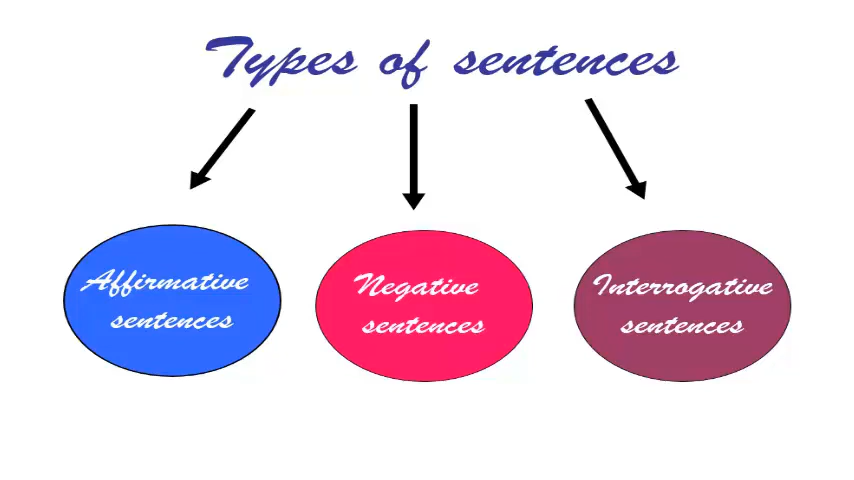 Types of sentences
Affirmative
sentences
Negative
sentences
Interrogative
sentences